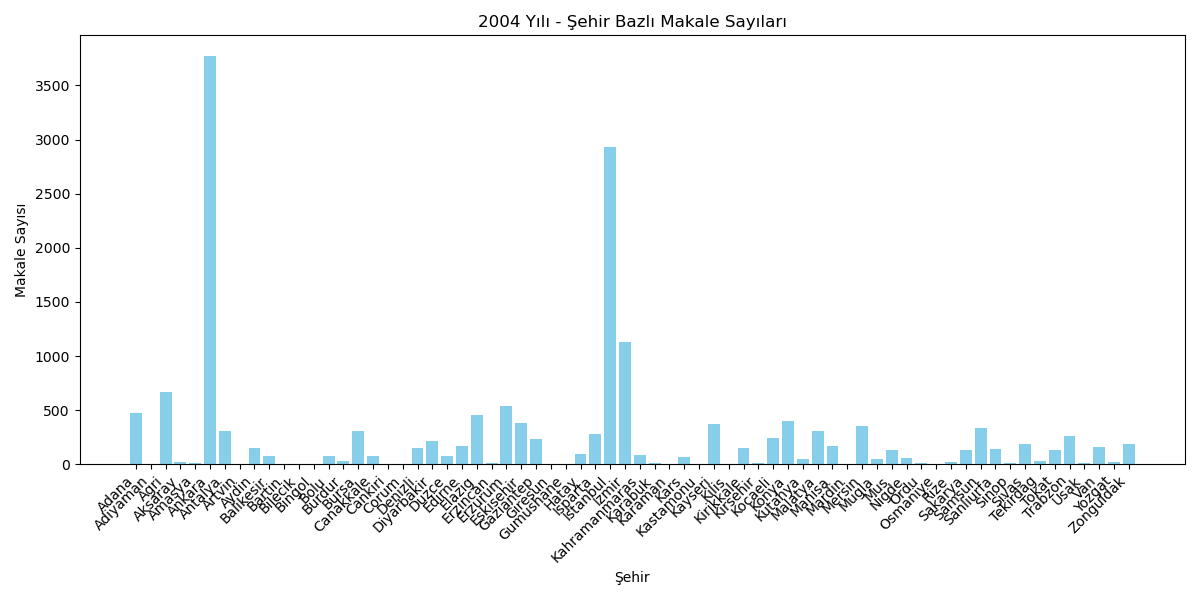 2004 Yılı - Şehir Bazlı Makale Sayıları
Makale Sayısı
3500
3000
2500
2000
1500
1000
500
0
Adana
Adıyaman
Agri
Aksaray
Amasya
Ankara
Antalya
Artvin
Aydin
Balikesir
Bartin
Bilecik
Bingol
Bolu
Burdur
Bursa
Canakkale
Cankiri
Corum
Denizli
Diyarbakir
Duzce
Edirne
Elazig
Erzincan
Erzurum
Eskisehir
Gaziantep
Giresun
Gumushane
Hatay
Isparta
Istanbul
Izmir
Kahramanmaras
Karabuk
Karaman
Kars
Kastamonu
Kayseri
Kilis
Kirikkale
Kirsehir
Kocaeli
Konya
Kutahya
Malatya
Manisa
Mardin
Mersin
Mugla
Mus
Nigde
Ordu
Osmaniye
Rize
Sakarya
Samsun
Sanliurfa
Sinop
Sivas
Tekirdag
Tokat
Trabzon
Usak
Van
Yozgat
Zonguldak
Şehir